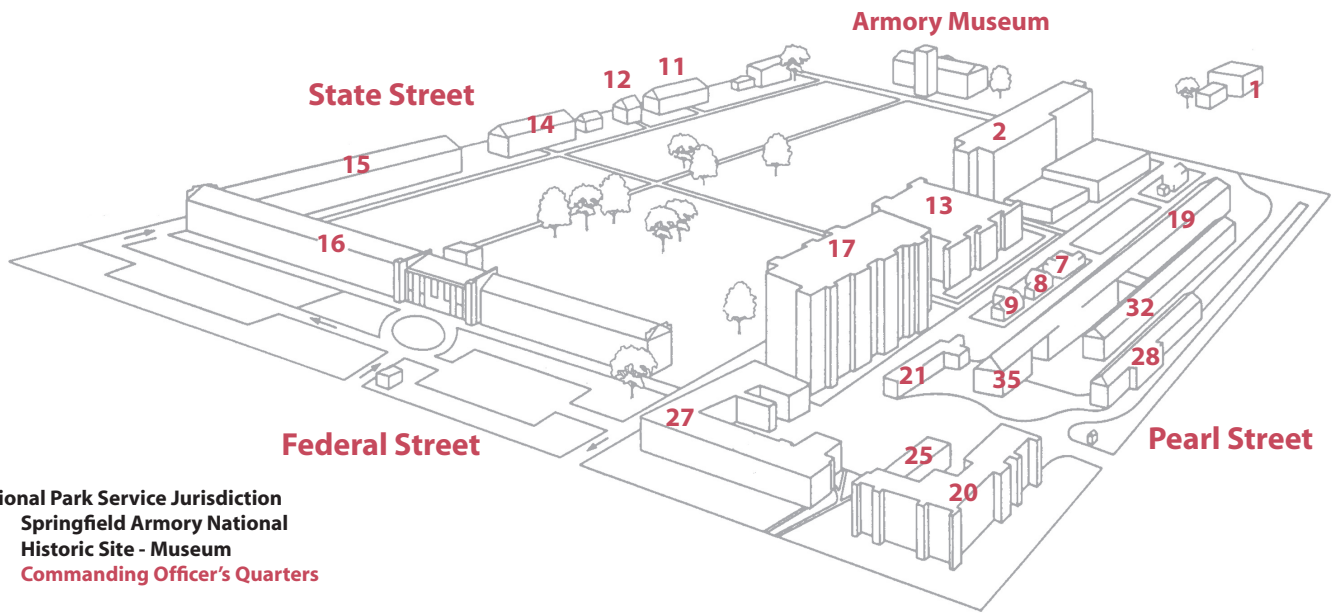 Armory Museum
State Street
11
12
1
14
2
15
13
19
16
17
7
8
9
32
28
21
35
27
Federal Street
Pearl Street
25
20
ional Park Service Jurisdiction
Springfield Armory National
Historic Site - Museum
Commanding Officer's Quarters